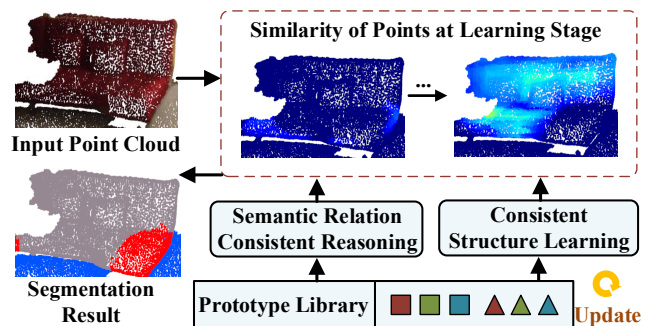 Similarity of Points at Learning Stage
...
Input Point Cloud
Semantic Relation
Consistent Reasoning
Consistent
Structure Learning
Segmentation
Result
Prototype Library
Update